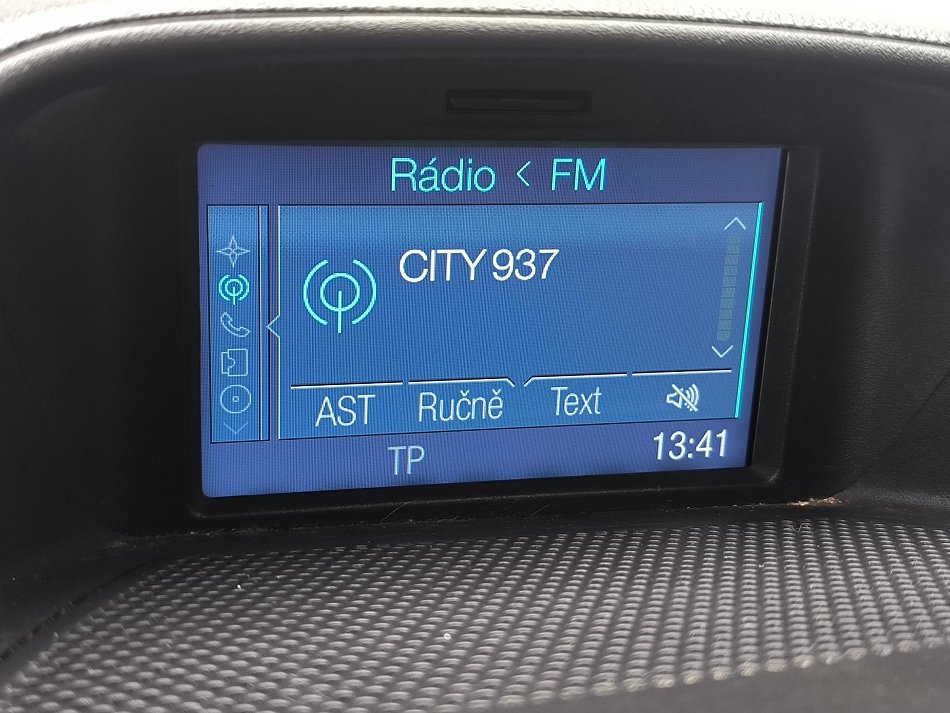 Rádio < FM
CITY 937
AST Ručně Text
TP 13:41